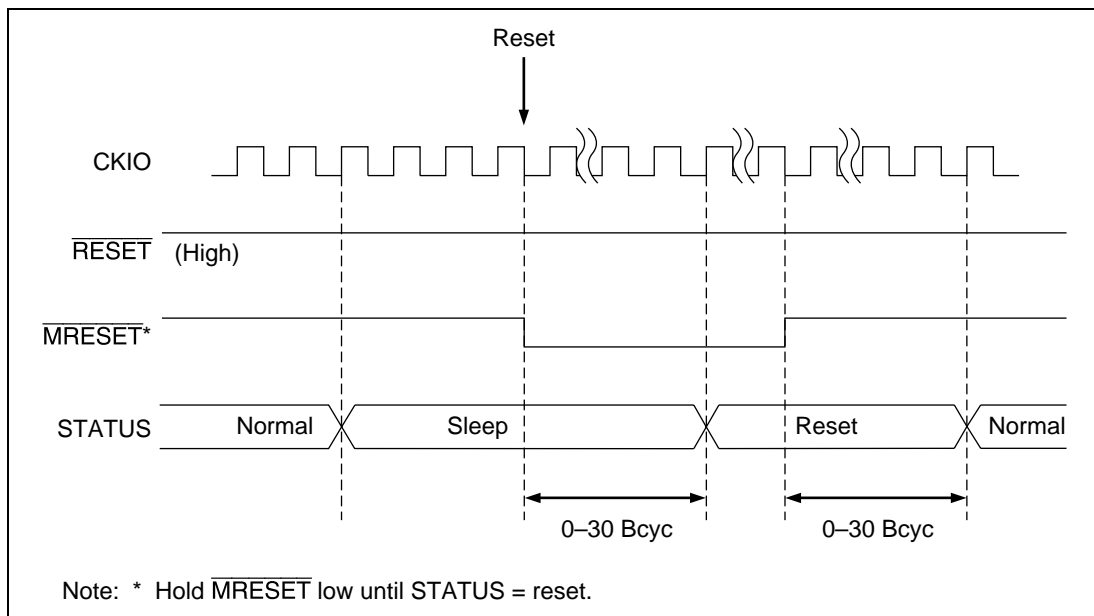 Reset
CKIO
RESET (High)
MRESET*
STATUS Normal Sleep Reset Normal
0–30 Bcyc 0–30 Bcyc
Note: * Hold MRESET low until STATUS = reset.